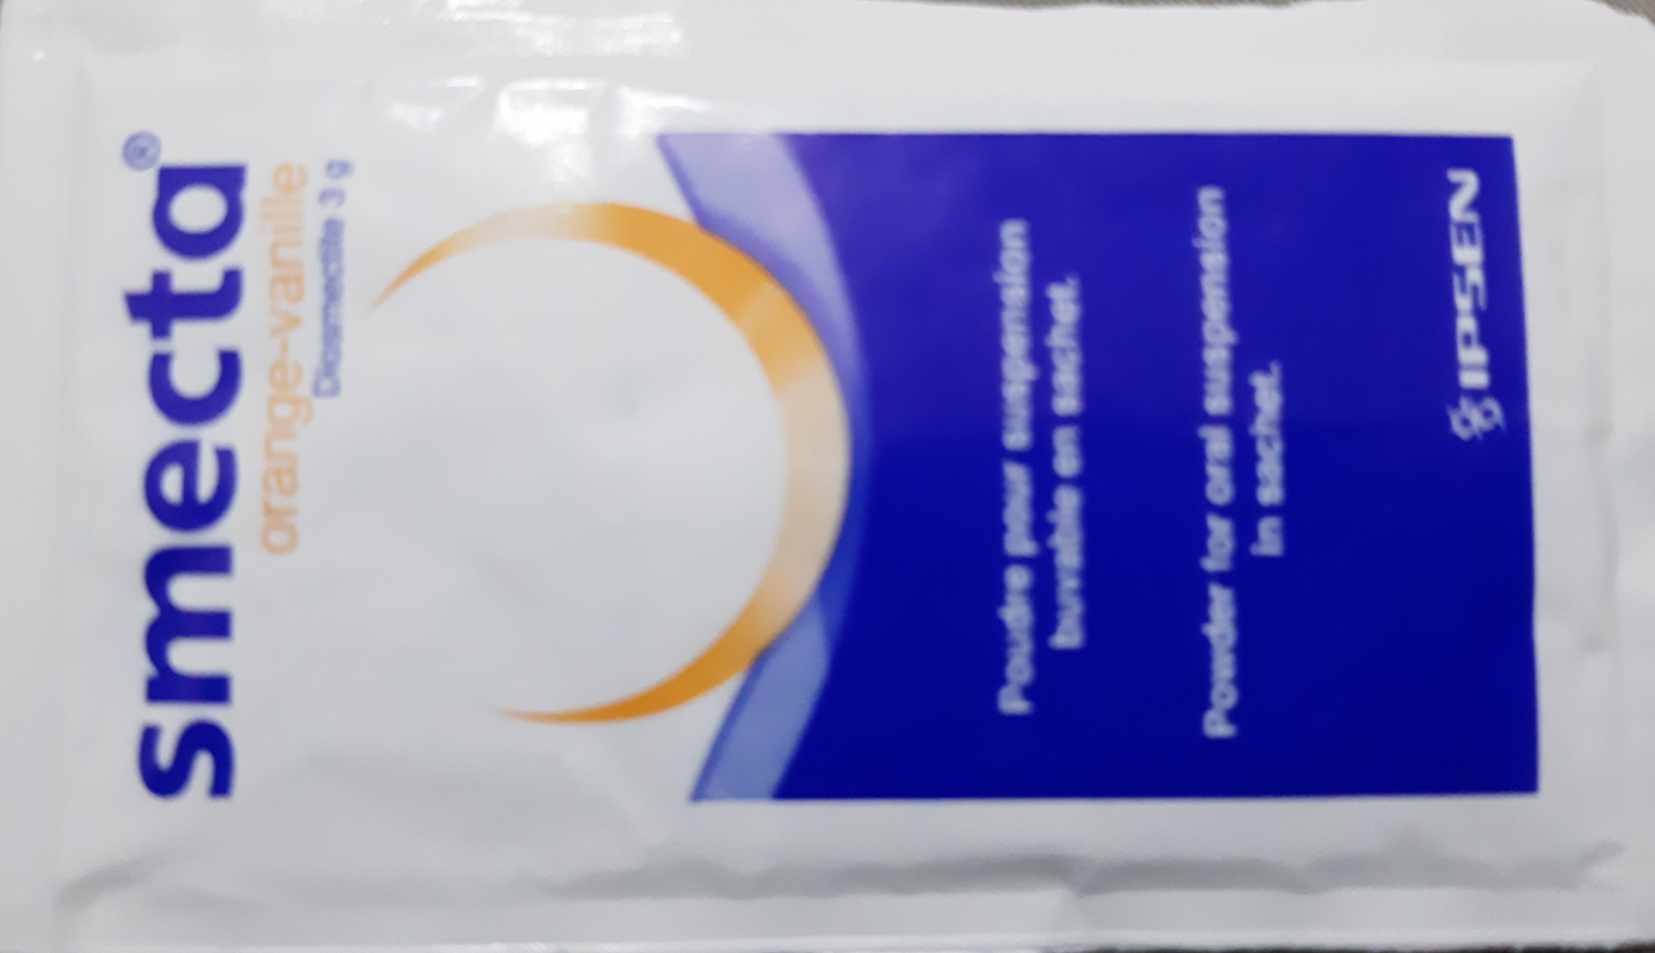 smecta®
orange-vanille
Diosmectite 3 g
Poudre pour suspension
buvable en sachet.
Powder for oral suspension
in sachet.
IPSEN